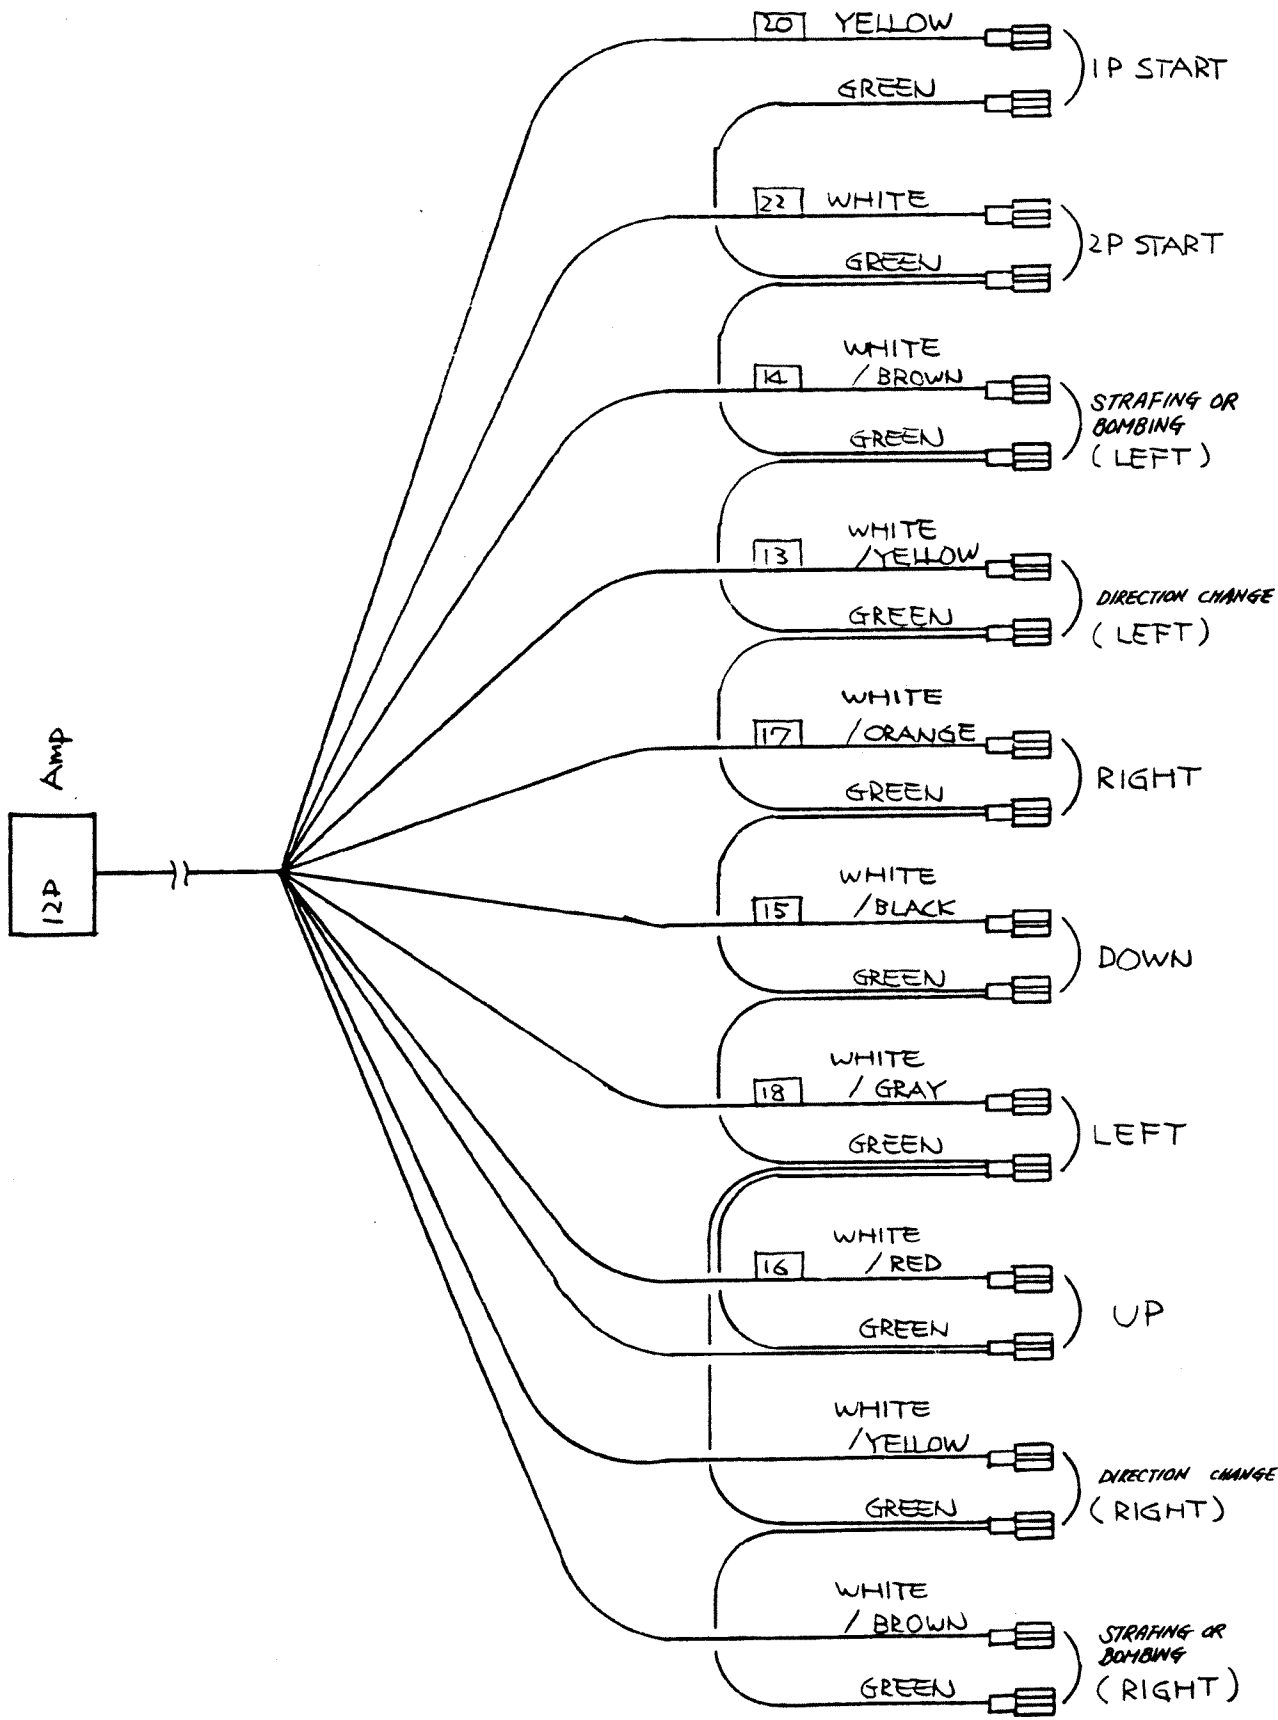 20 YELLOW
GREEN
1P START
22 WHITE
GREEN
2P START
WHITE
14 / BROWN
GREEN
STRAFING OR
BOMBING
(LEFT)
WHITE
13 /YELLOW
GREEN
DIRECTION CHANGE
(LEFT)
WHITE
17 /ORANGE
GREEN
RIGHT
Amp
12P
WHITE
15 /BLACK
GREEN
DOWN
WHITE
18 / GRAY
GREEN
LEFT
WHITE
16 /RED
GREEN
UP
WHITE
/YELLOW
GREEN
DIRECTION CHANGE
(RIGHT)
WHITE
/ BROWN
GREEN
STRAFING OR
BOMBING
(RIGHT)